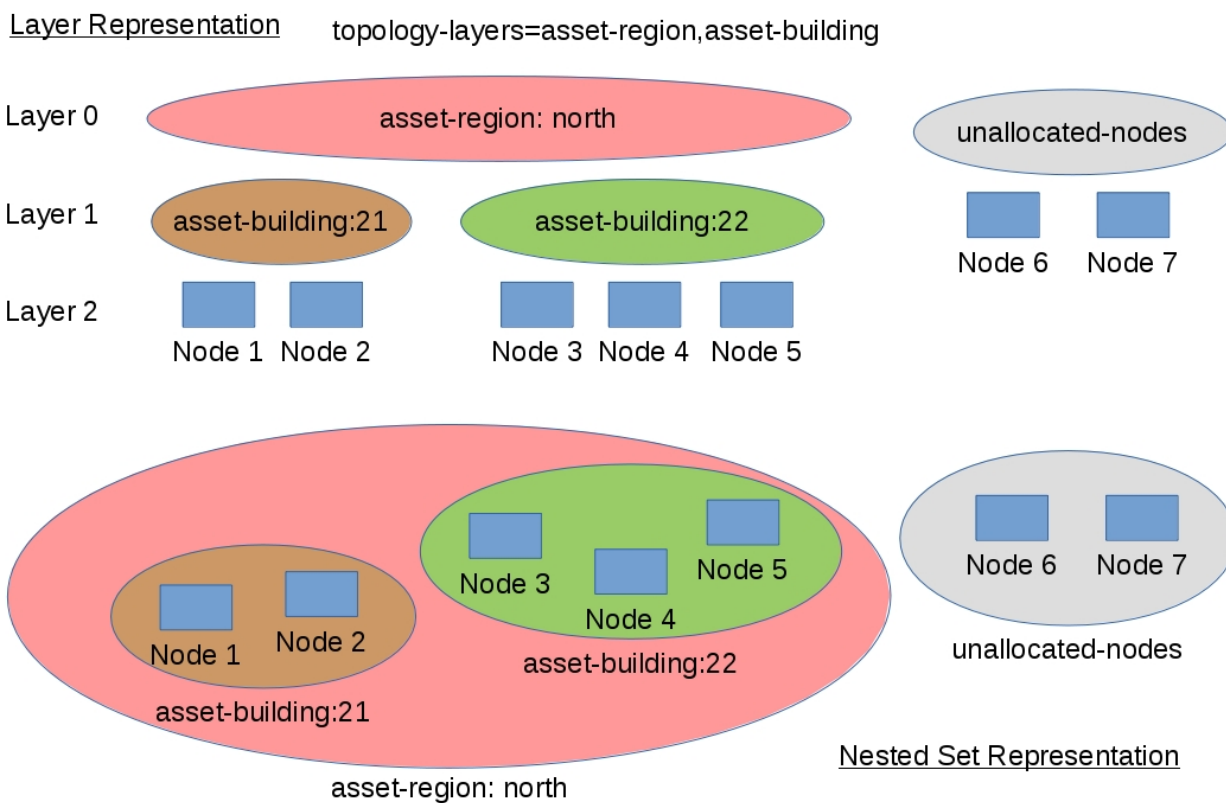 Layer Representation
topology-layers=asset-region,asset-building
Layer 0
asset-region: north
unallocated-nodes
Layer 1
asset-building:21
asset-building:22
Node 6
Node 7
Layer 2
Node 1
Node 2
Node 3
Node 4
Node 5
Node 3
Node 5
Node 6
Node 7
Node 4
Node 2
Node 1
asset-building:22
unallocated-nodes
asset-building:21
Nested Set Representation
asset-region: north